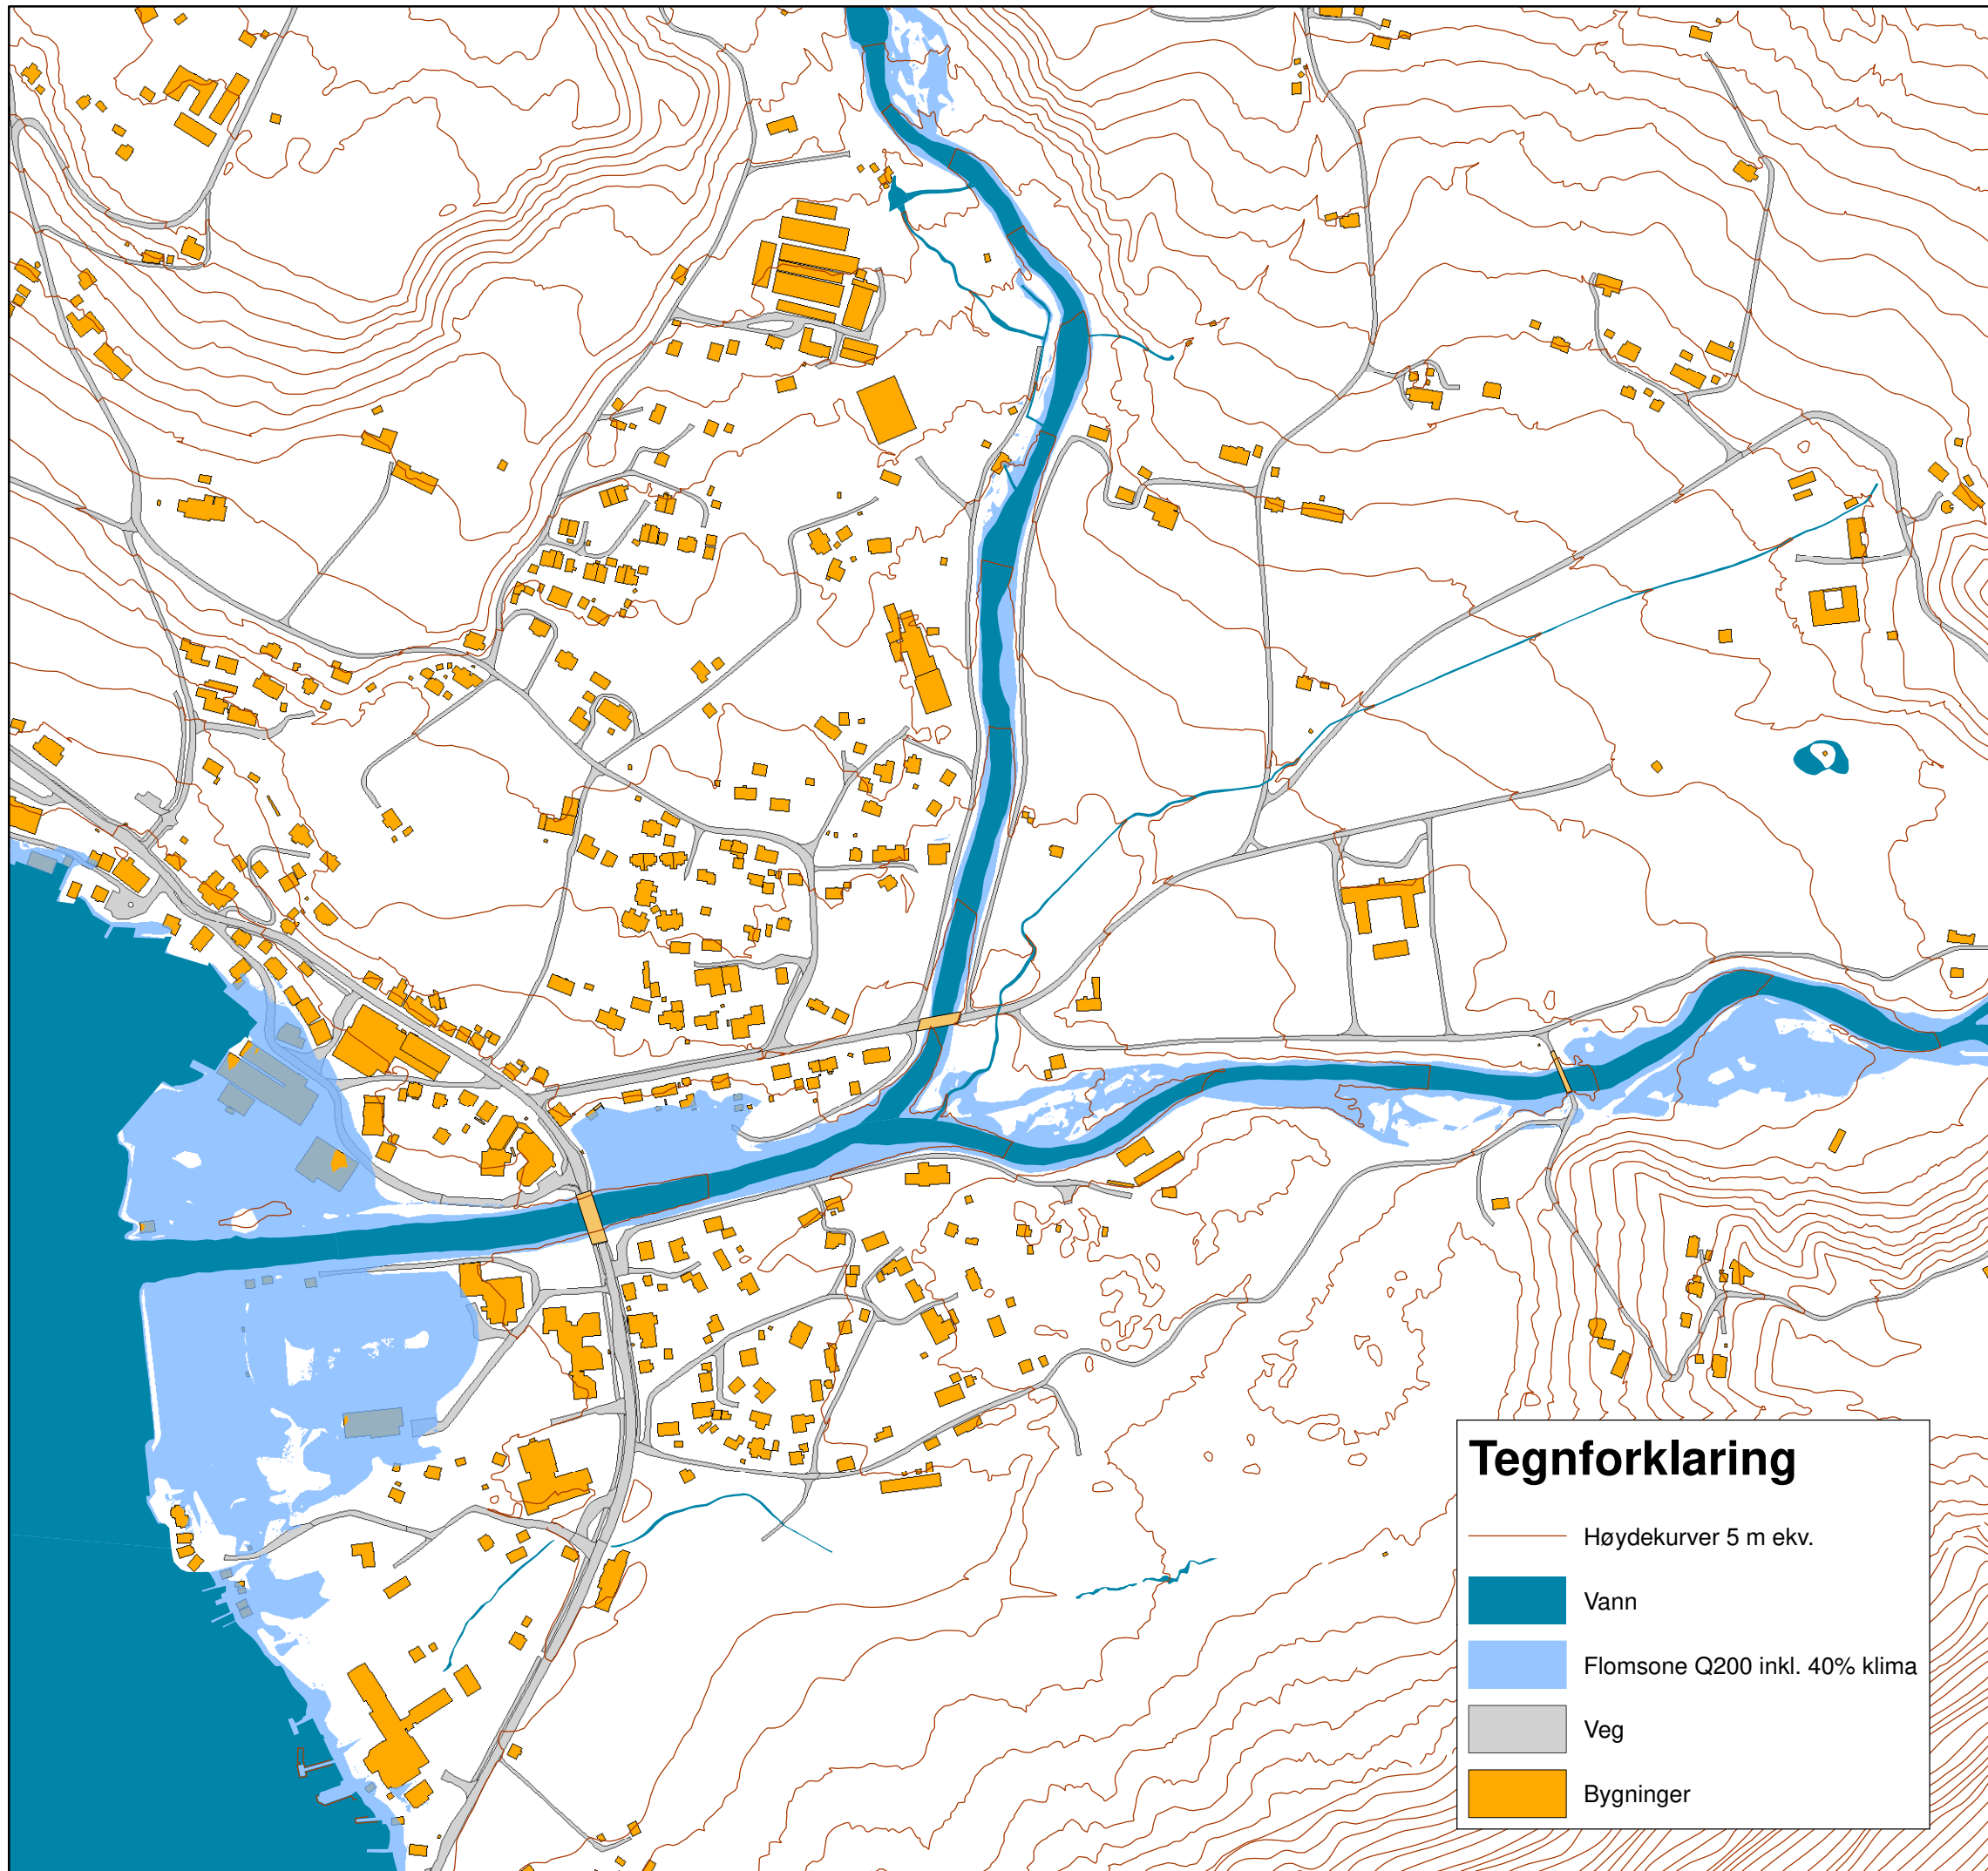 Tegnforklaring
Høydekurver 5 m ekv.
Vann
Flomsone Q200 inkl. 40% klima
Veg
Bygninger